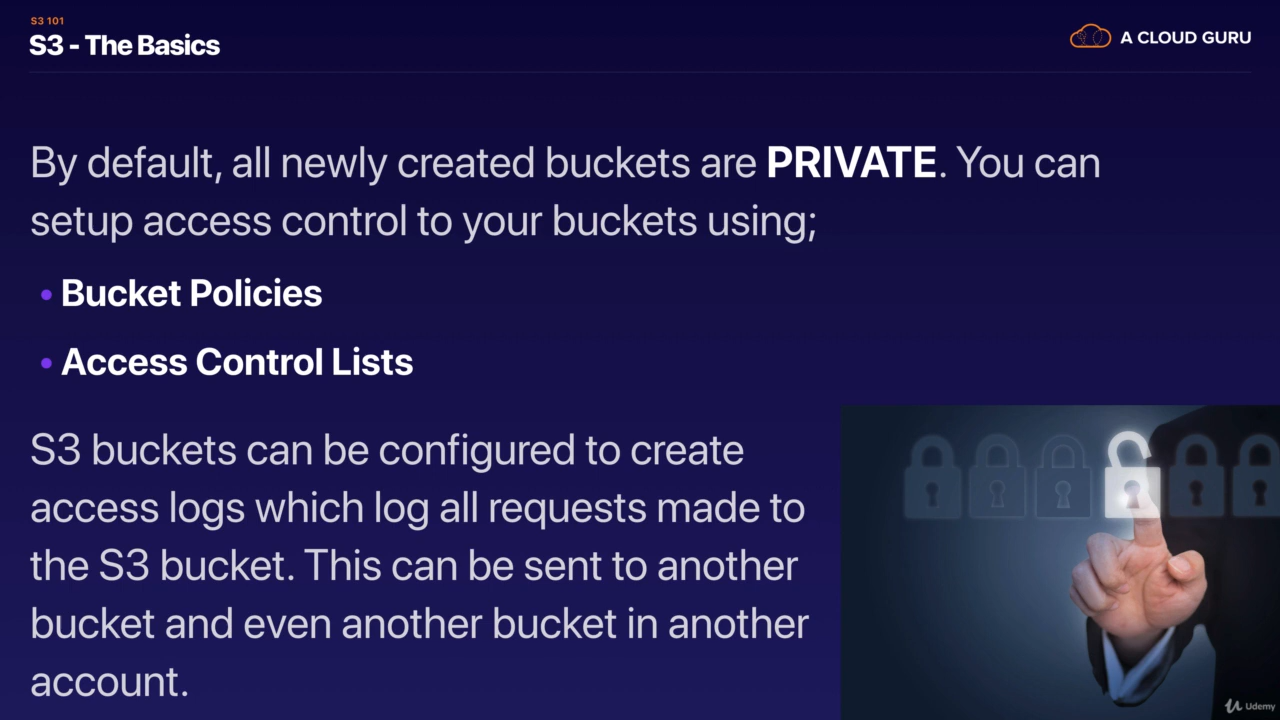 S3 101
S3 - The Basics
A CLOUD GURU
By default, all newly created buckets are PRIVATE. You can
setup access control to your buckets using;
• Bucket Policies
• Access Control Lists
S3 buckets can be configured to create
access logs which log all requests made to
the S3 bucket. This can be sent to another
bucket and even another bucket in another
account.
Udemy